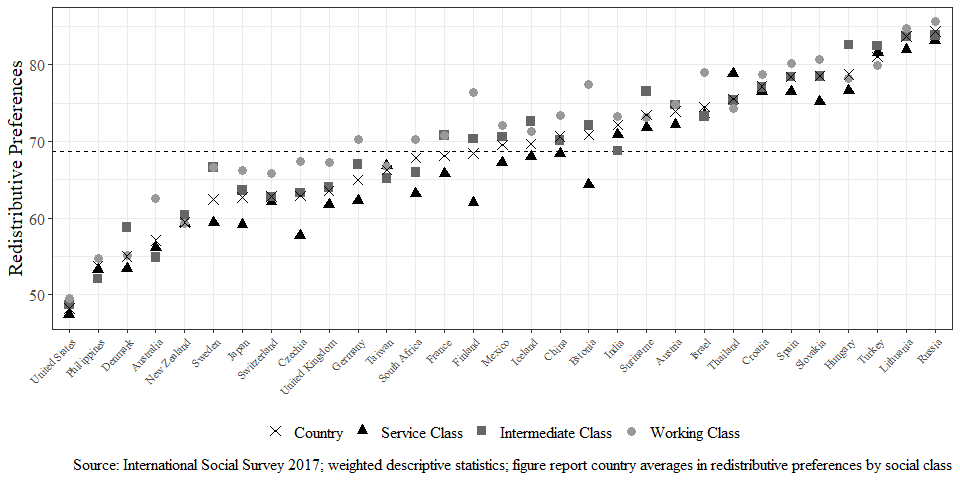 Redistributive Preferences
80
70
60
50
United States
Philippines
Denmark
Australia
New Zealand
Sweden
Japan
Switzerland
Czechia
United Kingdom
Germany
Taiwan
South Africa
France
Finland
Mexico
Iceland
China
Estonia
India
Suriname
Austria
Israel
Thailand
Croatia
Spain
Slovakia
Hungary
Turkey
Lithuania
Russia
Country Service Class Intermediate Class Working Class
Source: International Social Survey 2017; weighted descriptive statistics; figure report country averages in redistributive preferences by social class